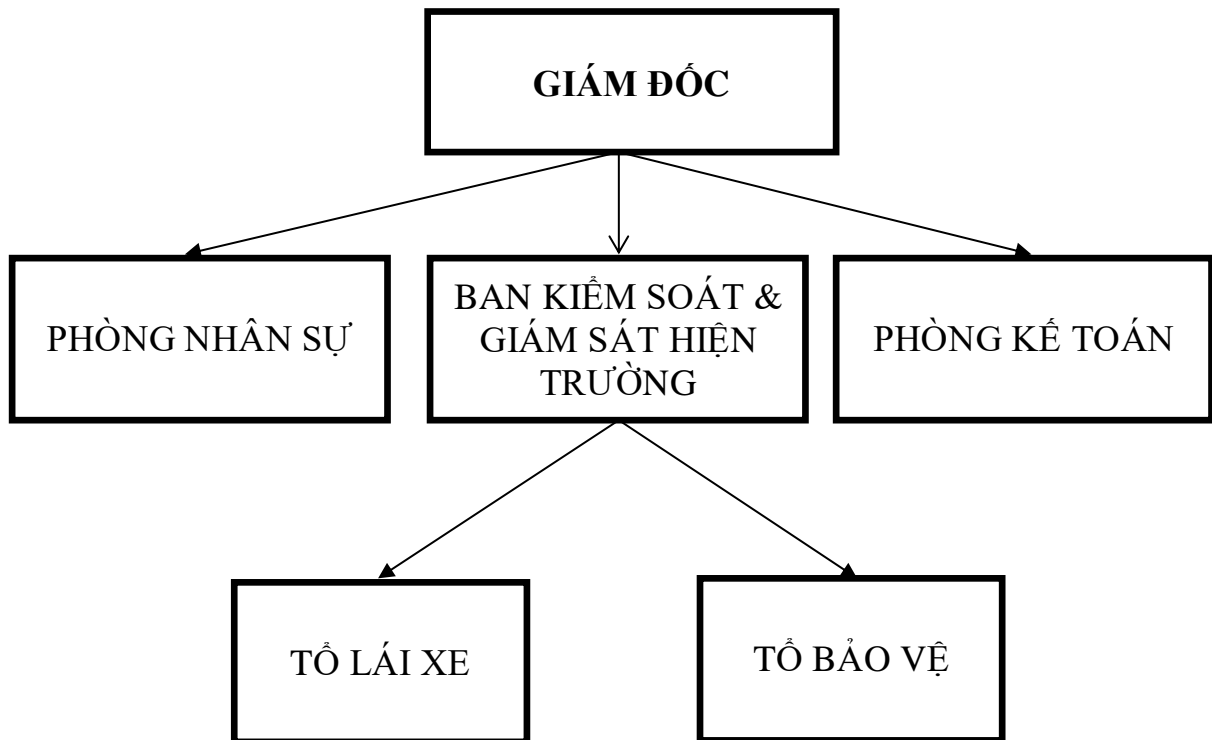 GIÁM ĐỐC
PHÒNG NHÂN SỰ
BAN KIỂM SOÁT &
GIÁM SÁT HIỆN
TRƯỜNG
PHÒNG KẾ TOÁN
TỔ LÁI XE
TỔ BẢO VỆ